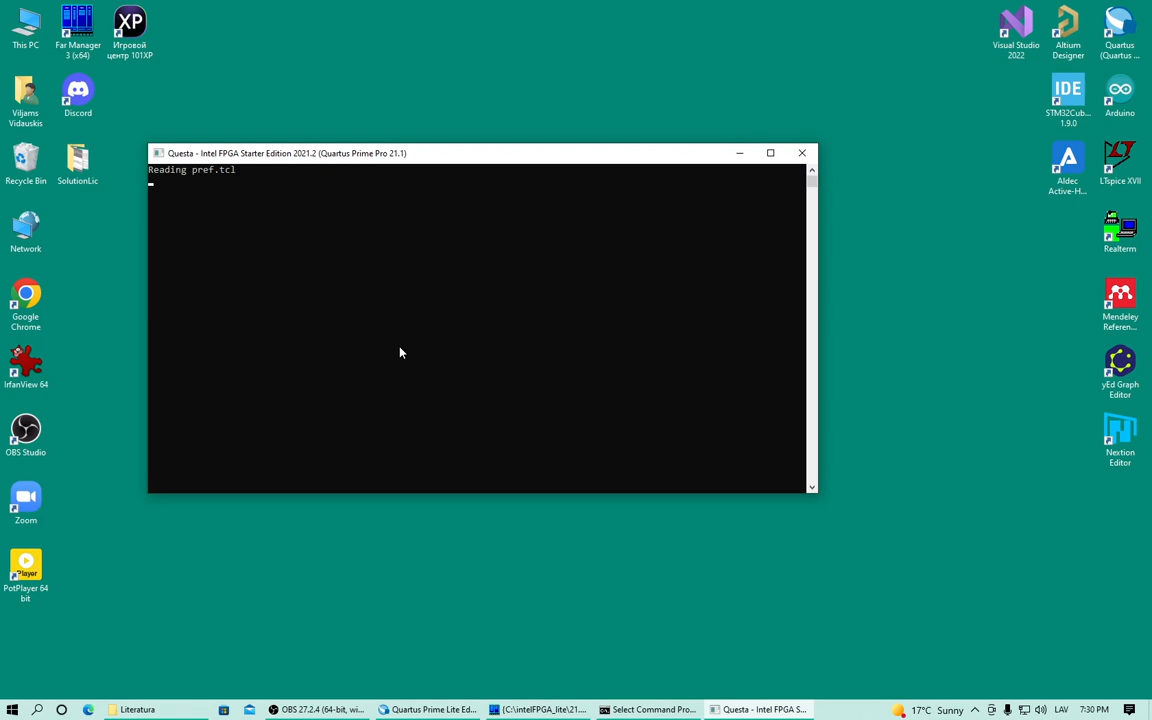 This PC
Far Manager
3 (x64)
XP
Игровой
центр 101XP
Visual Studio
2022
Altium
Designer
Quartus
(Quartus ...
Viljams
Vidauskis
Discord
IDE
STM32Cub...
1.9.0
Arduino
Recycle Bin
SolutionLic
Aldec
Active-H...
LTspice XVII
Questa - Intel FPGA Starter Edition 2021.2 (Quartus Prime Pro 21.1)
Reading pref.tcl
Network
Realterm
Google
Chrome
Mendeley
Referen...
IrfanView 64
yEd Graph
Editor
OBS Studio
Nextion
Editor
Zoom
Player
PotPlayer 64
bit
Literatura
OBS 27.2.4 (64-bit, wi...
Quartus Prime Lite Ed...
{C:\intelFPGA_lite\21....
Select Command Pro...
Questa - Intel FPGA S...
17°C Sunny
LAV
7:30 PM